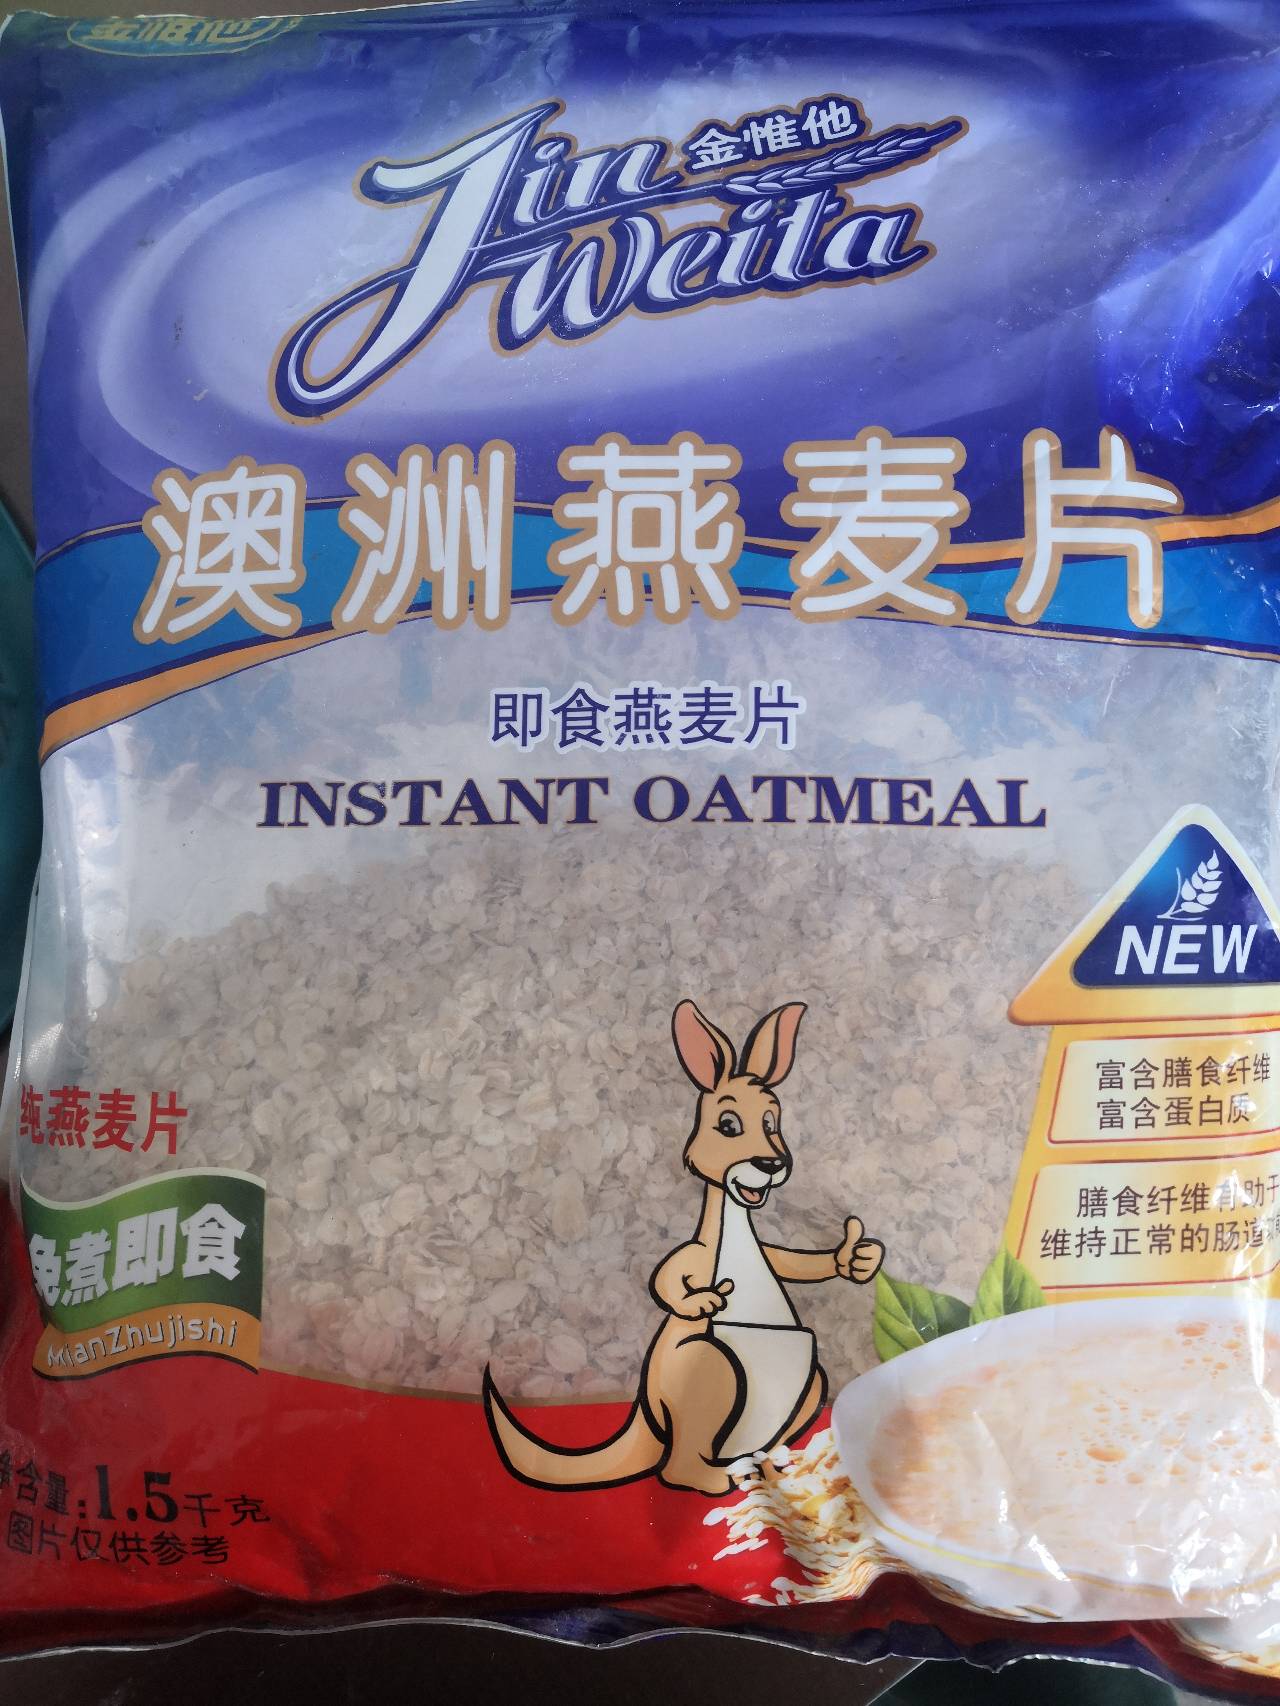 金惟他
金惟他
Jin
Weita
澳洲燕麦片
即食燕麦片
INSTANT OATMEAL
NEW
富含膳食纤维
富含蛋白质
膳食纤维有助于
维持正常的肠道
纯燕麦片
免煮即食
MianZhujishi
净含量:1.5千克
图片仅供参考